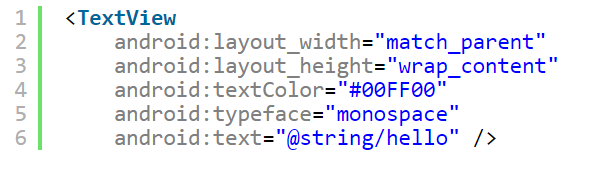 1 <TextView
2 android:layout_width="match_parent"
3 android:layout_height="wrap_content"
4 android:textColor="#00FF00"
5 android:typeface="monospace"
6 android:text="@string/hello" />